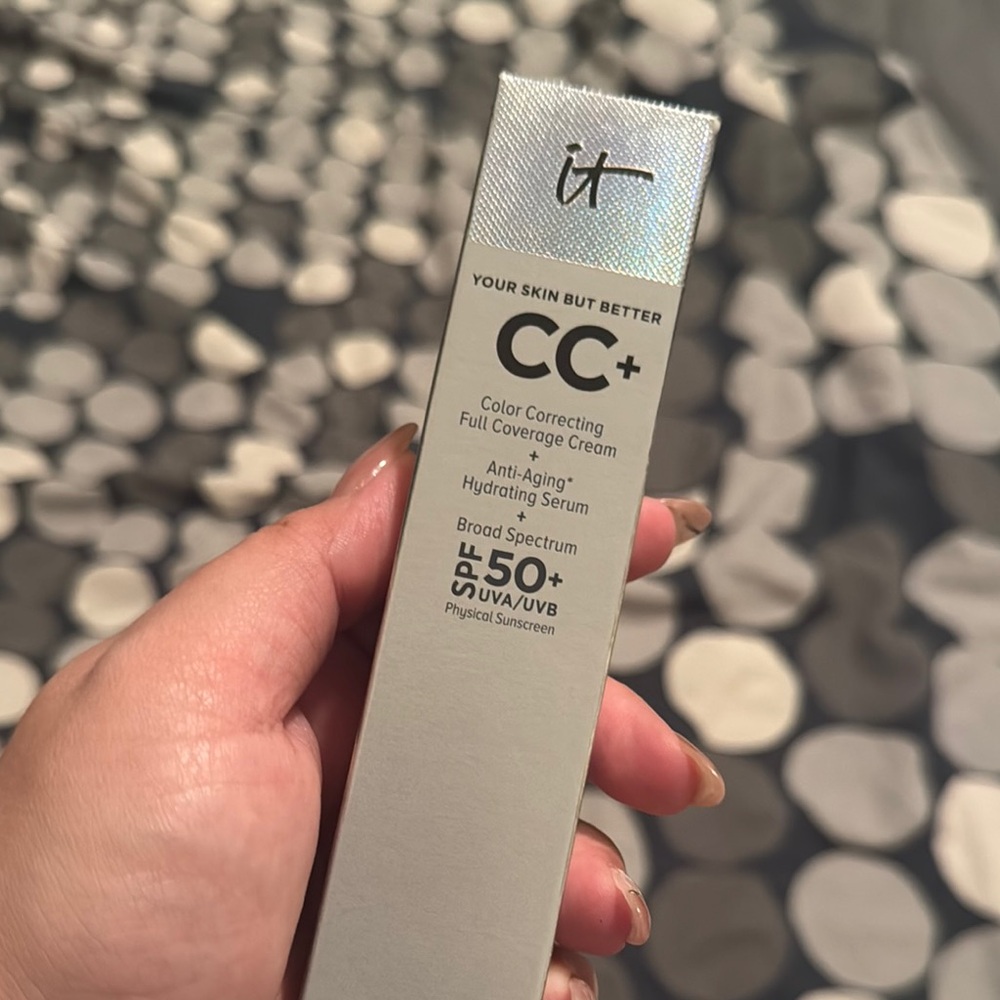 it
YOUR SKIN BUT BETTER
CC+
Color Correcting
Full Coverage Cream
+
Anti-Aging*
Hydrating Serum
+
Broad Spectrum
SPF 50+
UVA/UVB
Physical Sunscreen